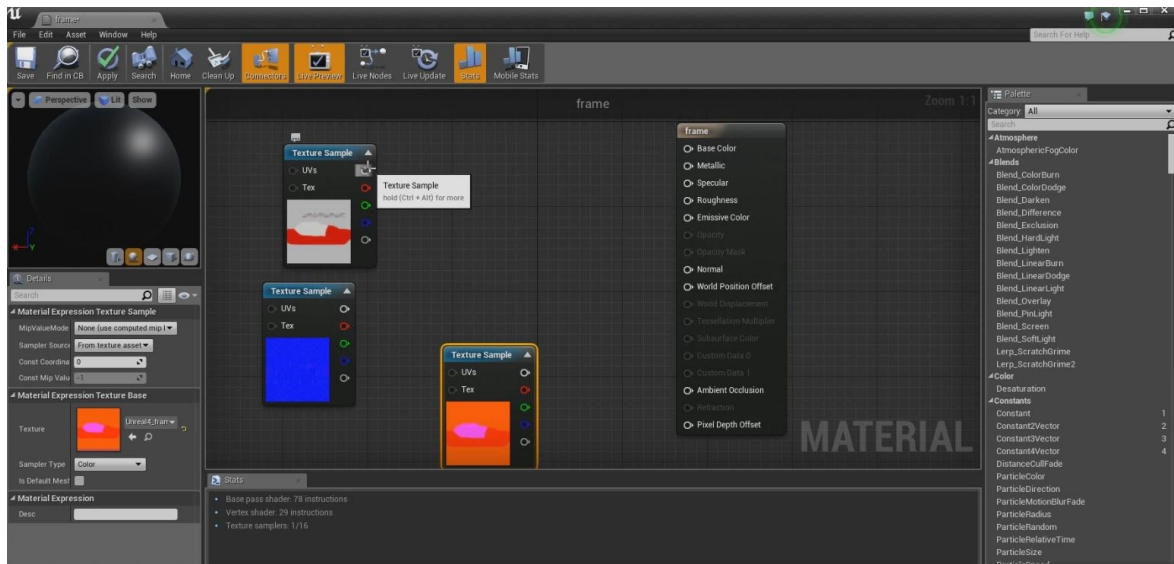 frame
File Edit Asset Window Help
Search For Help
Save Find in CB Apply Search Home Clean Up Connectors Live Preview Live Nodes Live Update Stats Mobile Stats
Perspective Lit Show
frame
Zoom 1:1
Texture Sample
UVs
Tex
Texture Sample
hold (Ctrl + Alt) for more
Texture Sample
UVs
Tex
Texture Sample
UVs
Tex
frame
Base Color
Metallic
Specular
Roughness
Emissive Color
Opacity
Opacity Mask
Normal
World Position Offset
World Displacement
Tessellation Multiplier
Subsurface Color
Custom Data 0
Custom Data 1
Ambient Occlusion
Refraction
Pixel Depth Offset
MATERIAL
Details
Search
Material Expression Texture Sample
MipValueMode None (use computed mip l
Sampler Source From texture asset
Const Coordina 0
Const Mip Valu -1
Material Expression Texture Base
Texture Unreal4_fram
Sampler Type Color
Is Default Mesh
Material Expression
Desc
Stats
Base pass shader: 78 instructions
Vertex shader: 29 instructions
Texture samplers: 1/16
Palette
Category: All
Search
Atmosphere
AtmosphericFogColor
Blends
Blend_ColorBurn
Blend_ColorDodge
Blend_Darken
Blend_Difference
Blend_Exclusion
Blend_HardLight
Blend_Lighten
Blend_LinearBurn
Blend_LinearDodge
Blend_LinearLight
Blend_Overlay
Blend_PinLight
Blend_Screen
Blend_SoftLight
Lerp_ScratchGrime
Lerp_ScratchGrime2
Color
Desaturation
Constants
Constant 1
Constant2Vector 2
Constant3Vector 3
Constant4Vector 4
DistanceCullFade
ParticleColor
ParticleDirection
ParticleMotionBlurFade
ParticleRadius
ParticleRandom
ParticleRelativeTime
ParticleSize